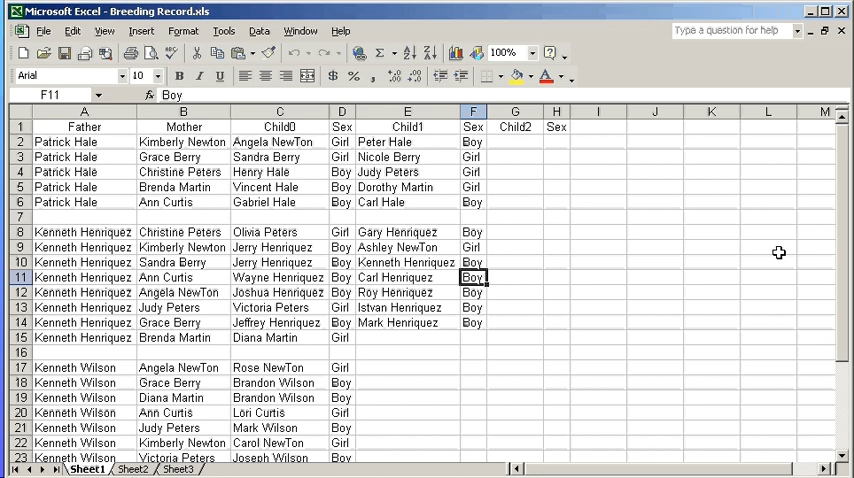 Microsoft Excel - Breeding Record.xls
File Edit View Insert Format Tools Data Window Help Type a question for help
100%
Arial 10 B I U
F11 fx Boy
A B C D E F G H I J K L M
1 Father Mother Child0 Sex Child1 Sex Child2 Sex
2 Patrick Hale Kimberly Newton Angela NewTon Girl Peter Hale Boy
3 Patrick Hale Grace Berry Sandra Berry Girl Nicole Berry Girl
4 Patrick Hale Christine Peters Henry Hale Boy Judy Peters Girl
5 Patrick Hale Brenda Martin Vincent Hale Boy Dorothy Martin Girl
6 Patrick Hale Ann Curtis Gabriel Hale Boy Carl Hale Boy
7
8 Kenneth Henriquez Christine Peters Olivia Peters Girl Gary Henriquez Boy
9 Kenneth Henriquez Kimberly Newton Jerry Henriquez Boy Ashley NewTon Girl
10 Kenneth Henriquez Sandra Berry Jerry Henriquez Boy Kenneth Henriquez Boy
11 Kenneth Henriquez Ann Curtis Wayne Henriquez Boy Carl Henriquez Boy
12 Kenneth Henriquez Angela NewTon Joshua Henriquez Boy Roy Henriquez Boy
13 Kenneth Henriquez Judy Peters Victoria Peters Girl Istvan Henriquez Boy
14 Kenneth Henriquez Grace Berry Jeffrey Henriquez Boy Mark Henriquez Boy
15 Kenneth Henriquez Brenda Martin Diana Martin Girl
16
17 Kenneth Wilson Angela NewTon Rose NewTon Girl
18 Kenneth Wilson Grace Berry Brandon Wilson Boy
19 Kenneth Wilson Diana Martin Brandon Wilson Boy
20 Kenneth Wilson Ann Curtis Lori Curtis Girl
21 Kenneth Wilson Judy Peters Mark Wilson Boy
22 Kenneth Wilson Kimberly Newton Carol NewTon Girl
23 Kenneth Wilson Victoria Peters Joseph Wilson Boy
Sheet1 Sheet2 Sheet3